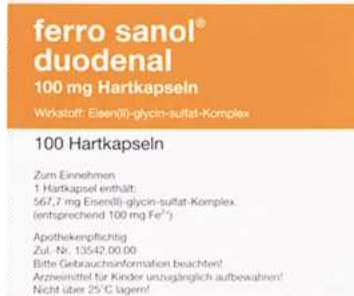 ferro sanol®
duodenal
100 mg Hartkapseln
Wirkstoff: Eisen(II)-glycin-sulfat-Komplex
100 Hartkapseln
Zum Einnehmen
1 Hartkapsel enthält:
567,7 mg Eisen(II)-glycin-sulfat-Komplex
(entsprechend 100 mg Fe²⁺)
Apothekenpflichtig
Zul.-Nr. 13542.00.00
Bitte Gebrauchsinformation beachten!
Arzneimittel für Kinder unzugänglich aufbewahren!
Nicht über 25°C lagern!